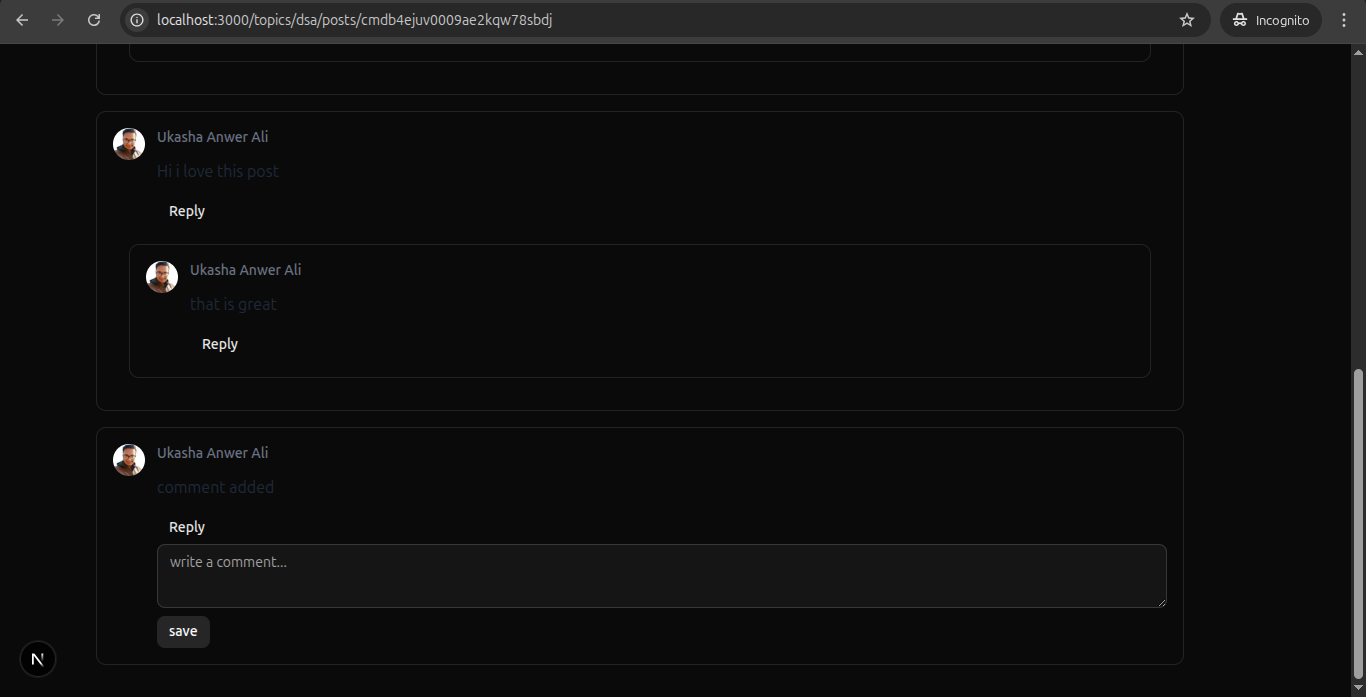 localhost:3000/topics/dsa/posts/cmdb4ejuv0009ae2kqw78sbdj
Incognito
Ukasha Anwer Ali
Hi i love this post
Reply
Ukasha Anwer Ali
that is great
Reply
Ukasha Anwer Ali
comment added
Reply
write a comment...
save
N